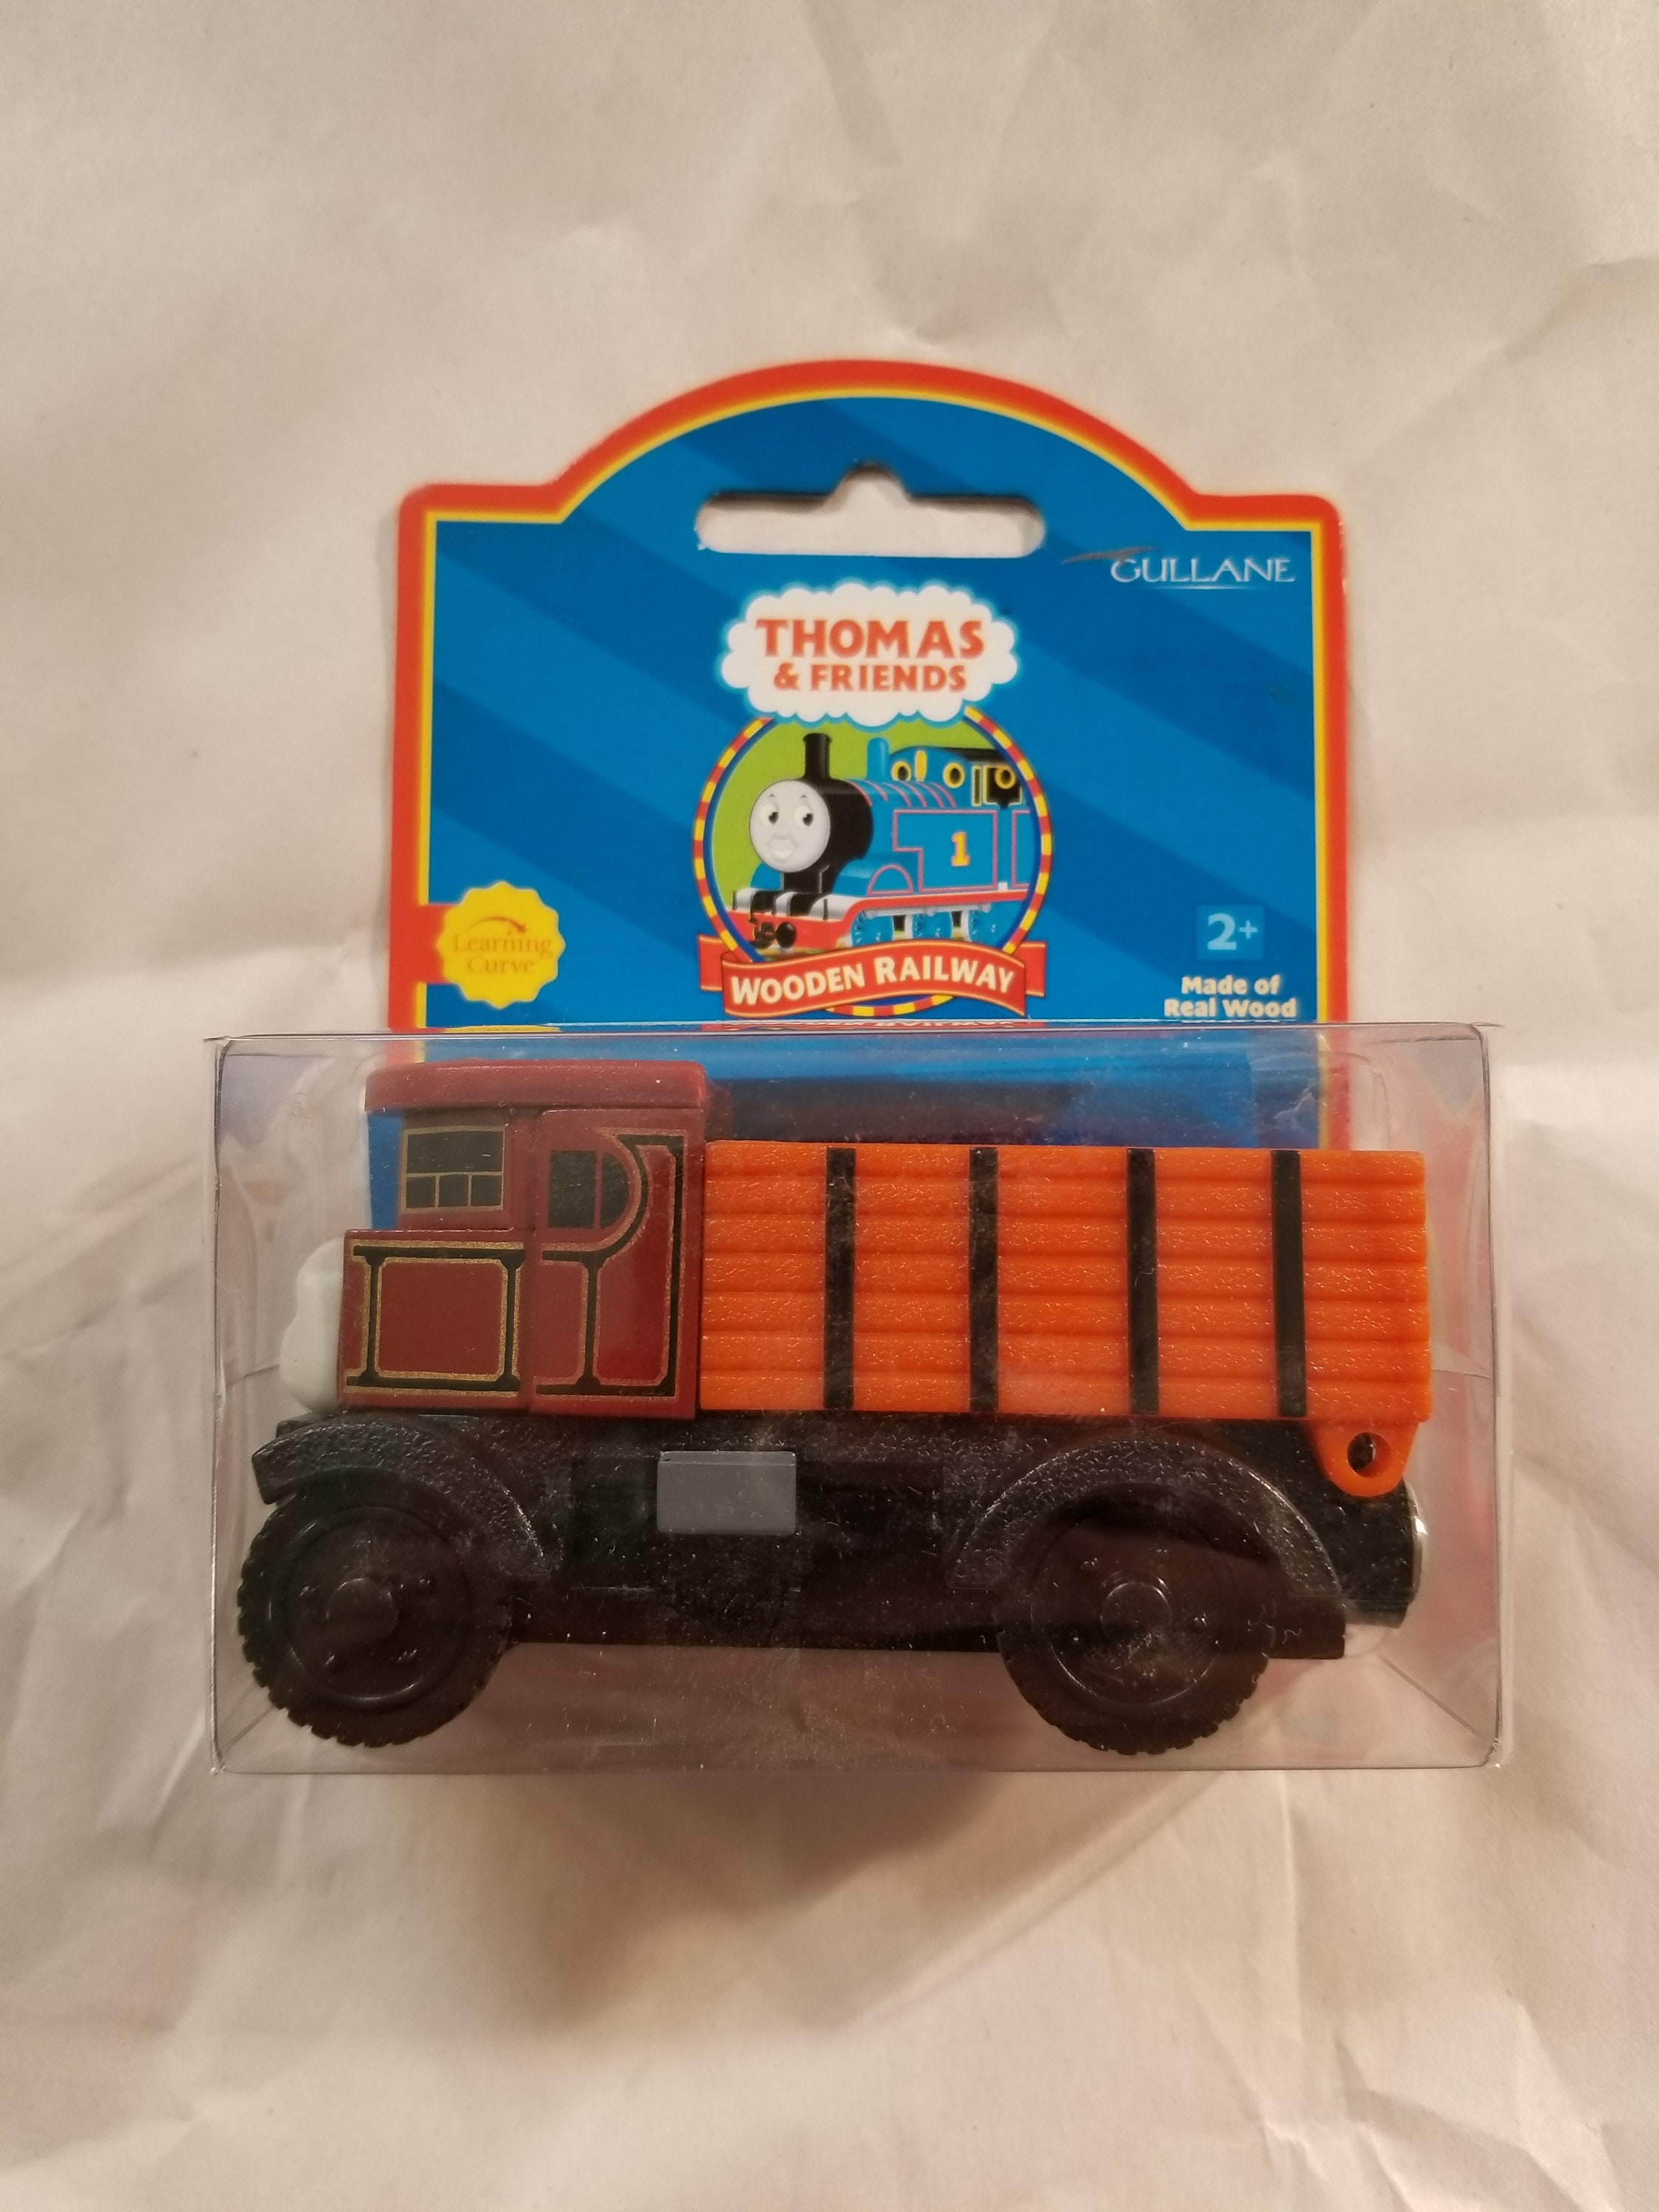 GULLANE
THOMAS
& FRIENDS
1
Learning
Curve
WOODEN RAILWAY
2+
Made of
Real Wood